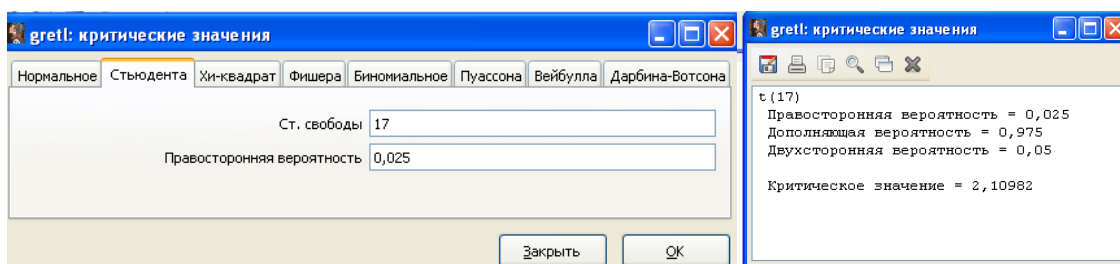 gretl: критические значения
Нормальное Стьюдента Хи-квадрат Фишера Биномиальное Пуассона Вейбулла Дарбина-Вотсона
Ст. свободы 17
Правосторонняя вероятность 0,025
Закрыть OK
gretl: критические значения
t(17)
Правосторонняя вероятность = 0,025
Дополняющая вероятность = 0,975
Двухсторонняя вероятность = 0,05
Критическое значение = 2,10982